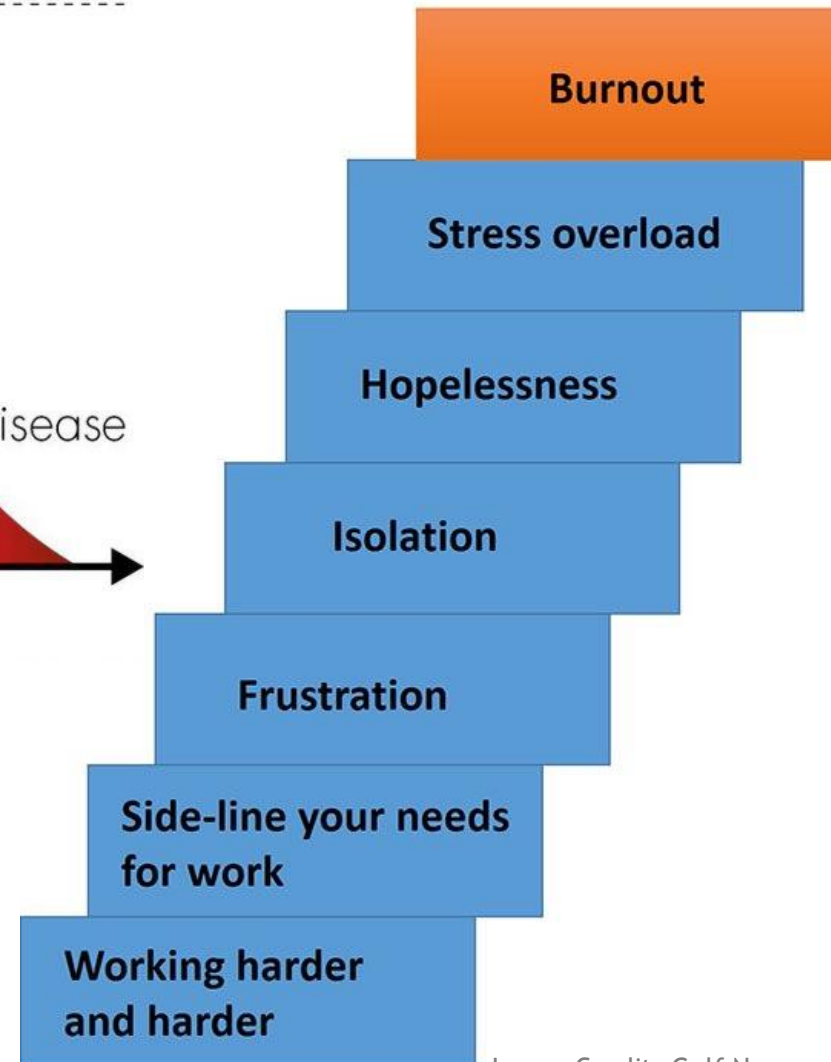 Burnout
Stress overload
Hopelessness
isease
Isolation
Frustration
Side-line your needs
for work
Working harder
and harder